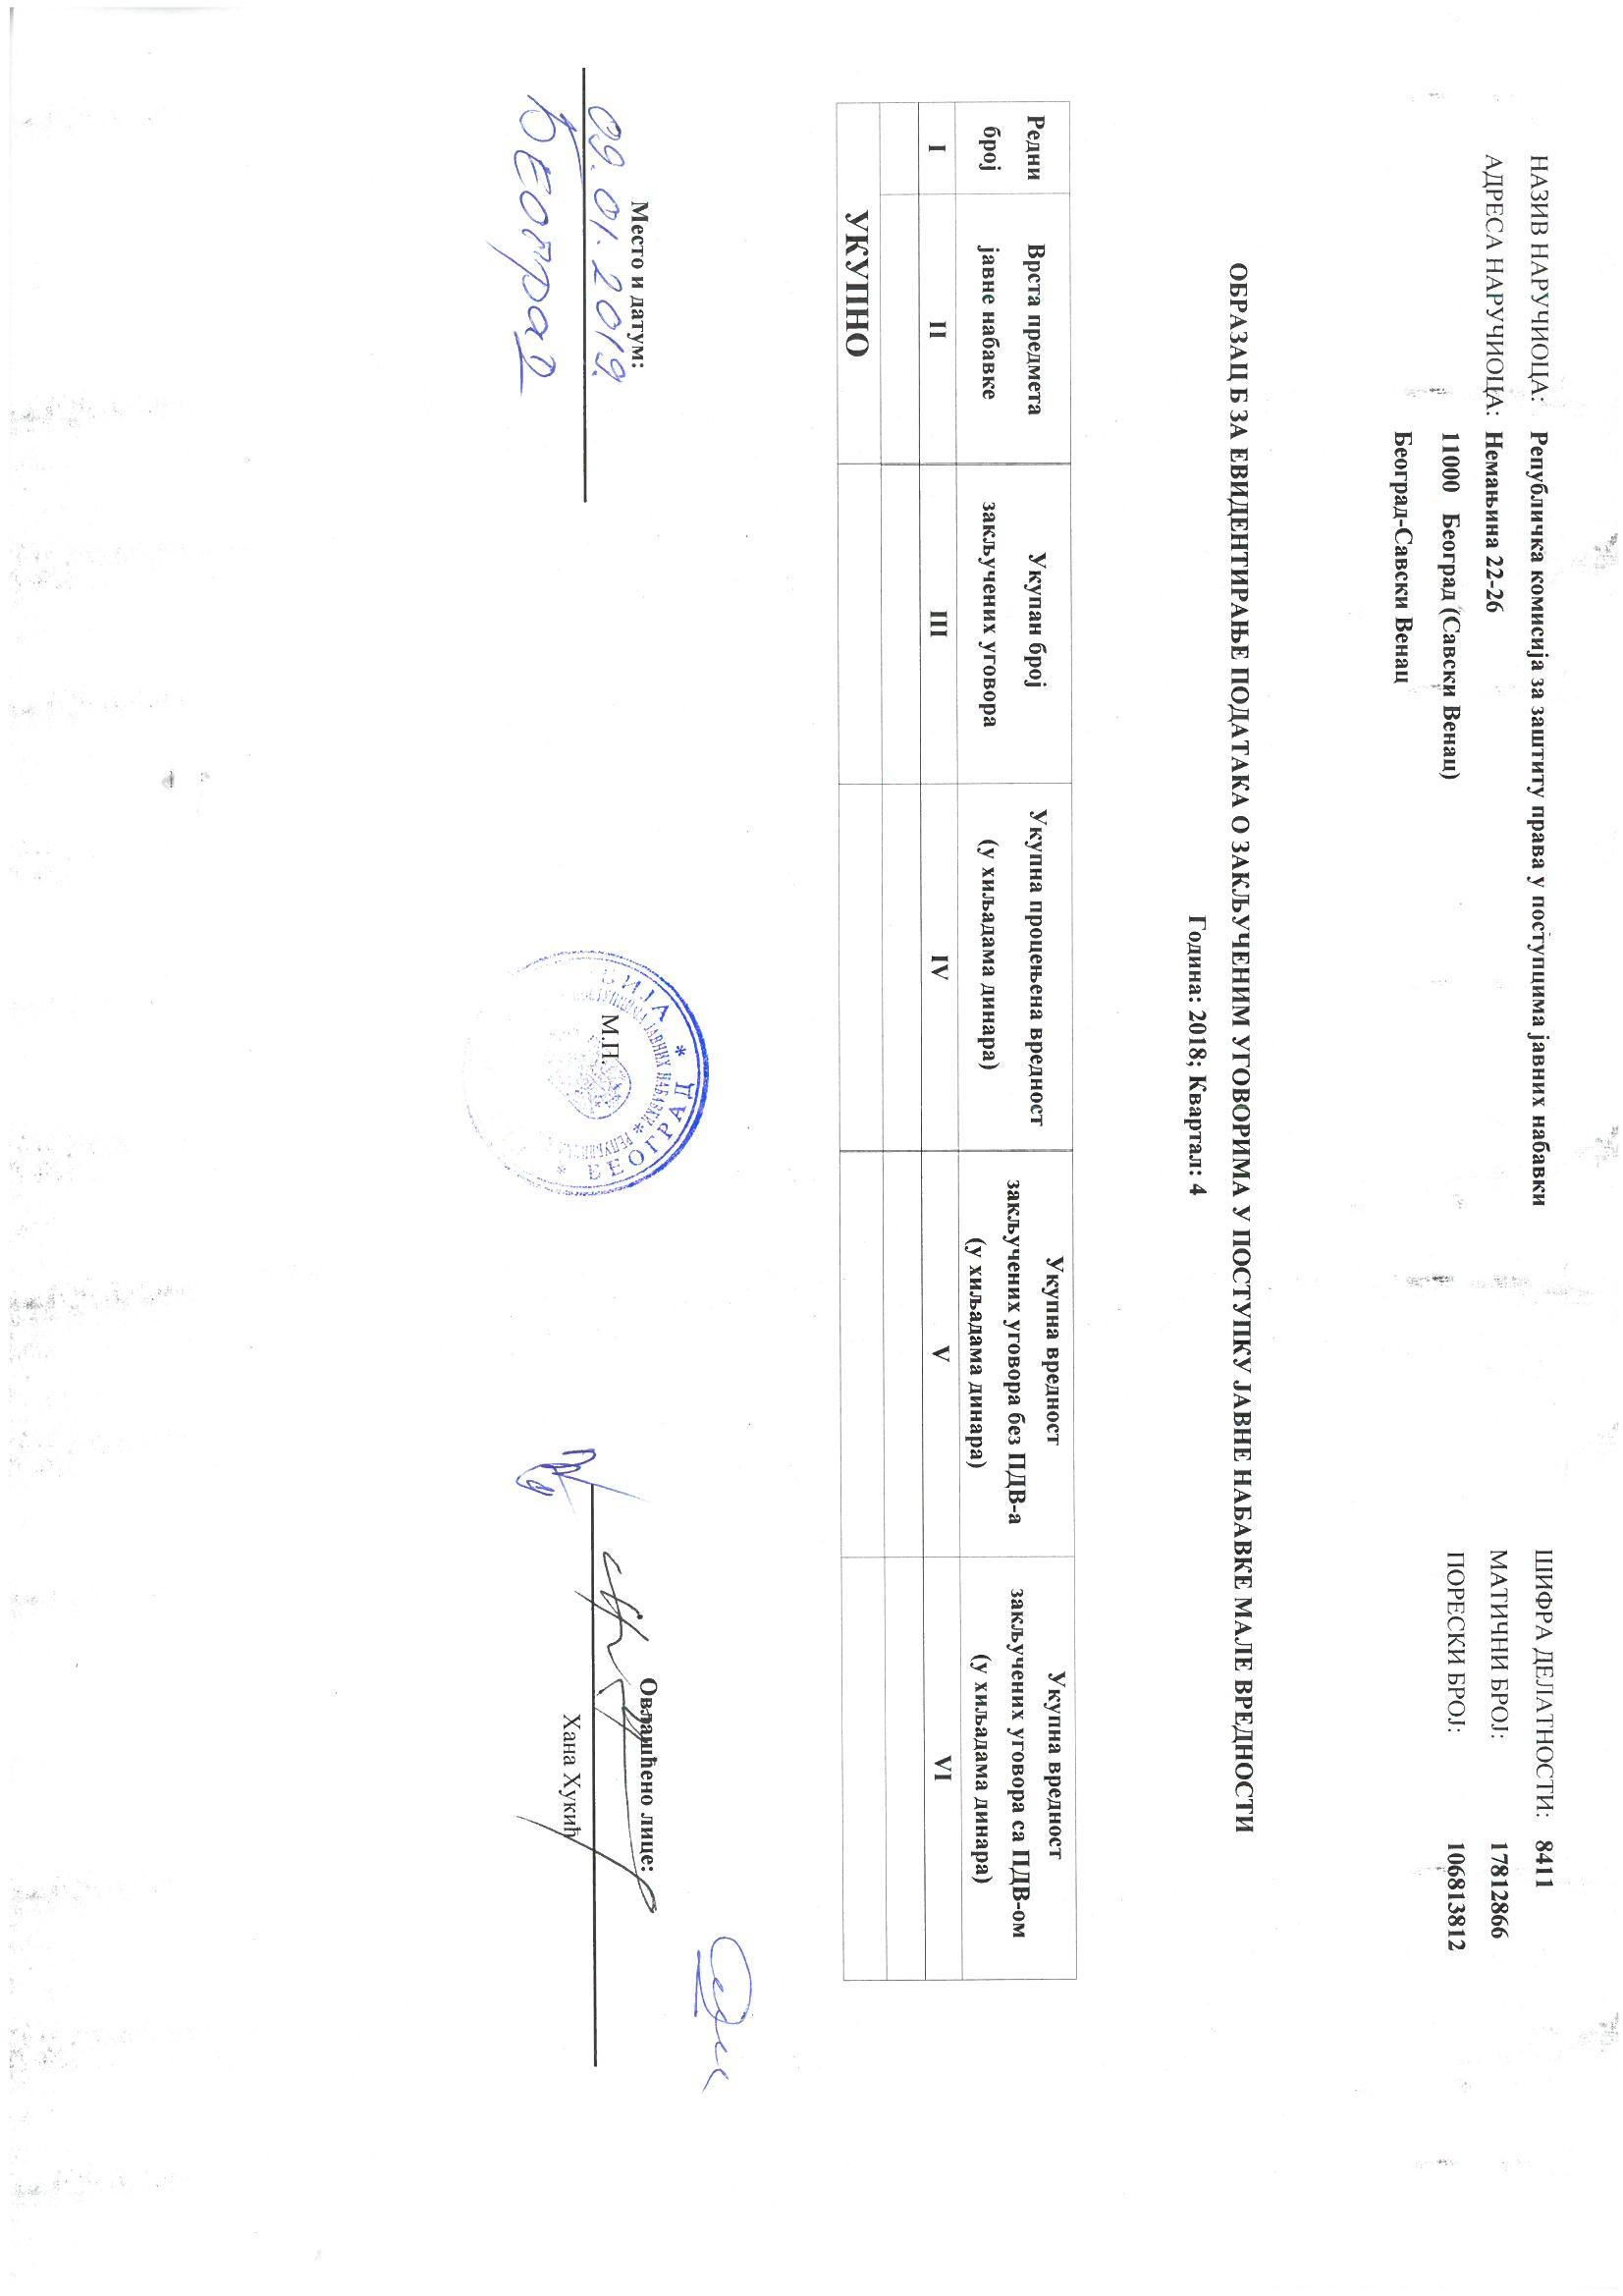 НАЗИВ НАРУЧИОЦА: Републичка комисија за заштиту права у поступцима јавних набавки
АДРЕСА НАРУЧИОЦА: Немањина 22-26
11000 Београд (Савски Венац)
Београд-Савски Венац
ШИФРА ДЕЛАТНОСТИ: 8411
МАТИЧНИ БРОЈ: 17812866
ПОРЕСКИ БРОЈ: 106813812
ОБРАЗАЦ Б ЗА ЕВИДЕНТИРАЊЕ ПОДАТАКА О ЗАКЉУЧЕНИМ УГОВОРИМА У ПОСТУПКУ ЈАВНЕ НАБАВКЕ МАЛЕ ВРЕДНОСТИ
Година: 2018; Квартал: 4
Редни
број
Врста предмета
јавне набавке
Укупан број
закључених уговора
Укупна процењена вредност
(у хиљадама динара)
Укупна вредност
закључених уговора без ПДВ-а
(у хиљадама динара)
Укупна вредност
закључених уговора са ПДВ-ом
(у хиљадама динара)
I II III IV V VI
УКУПНО
Место и датум:
09.01.2019.
Београд
М.П.
БЕОГРАД
ЈАВНИХ НАБАВКИ
Овлашћено лице:
Хана Хукић